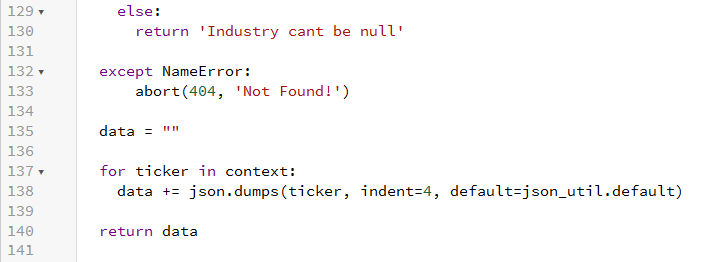 129 ▾     else:
130         return 'Industry cant be null'
131
132 ▾   except NameError:
133         abort(404, 'Not Found!')
134
135     data = ""
136
137 ▾   for ticker in context:
138       data += json.dumps(ticker, indent=4, default=json_util.default)
139
140     return data
141